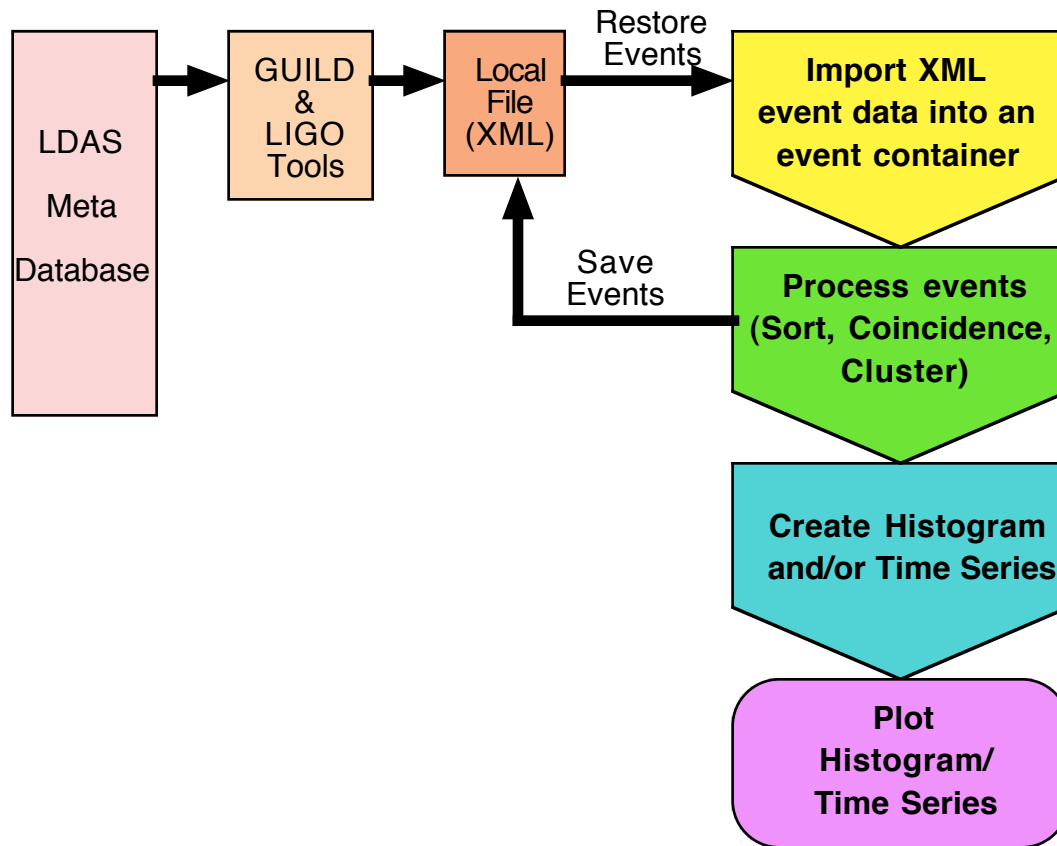 LDAS
Meta
Database
GUILD
&
LIGO
Tools
Local
File
(XML)
Restore
Events
Import XML
event data into an
event container
Save
Events
Process events
(Sort, Coincidence,
Cluster)
Create Histogram
and/or Time Series
Plot
Histogram/
Time Series